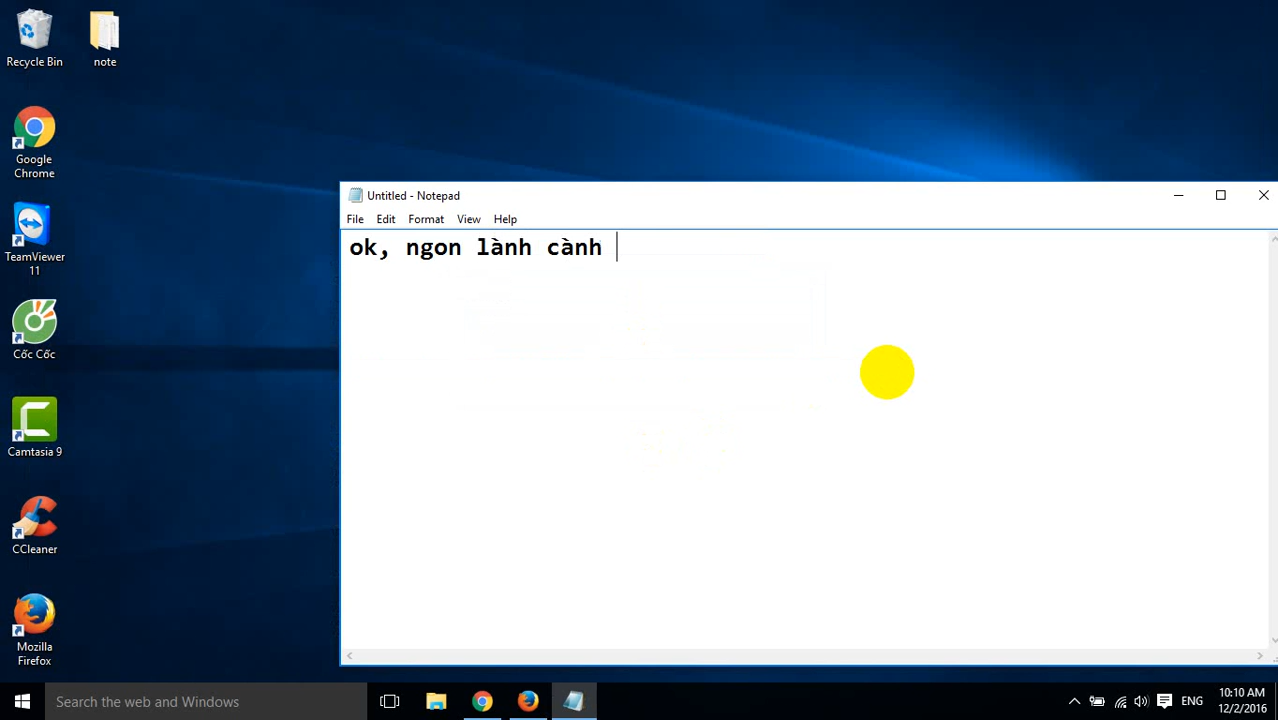 Recycle Bin
note
Google
Chrome
TeamViewer
11
Cốc Cốc
Camtasia 9
CCleaner
Mozilla
Firefox
Untitled - Notepad
File Edit Format View Help
ok, ngon lành cành
Search the web and Windows
ENG
10:10 AM
12/2/2016